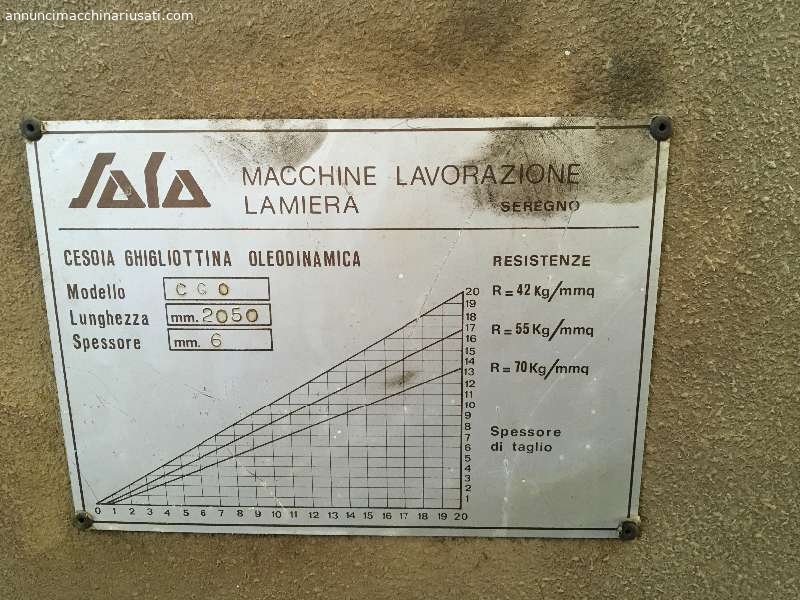 annuncimacchinariusati.com
SALA
MACCHINE LAVORAZIONE
LAMIERA SEREGNO
CESOIA GHIGLIOTTINA OLEODINAMICA
Modello CGO
Lunghezza mm. 2050
Spessore mm. 6
RESISTENZE
R = 42 Kg/mmq
R = 55 Kg/mmq
R = 70 Kg/mmq
Spessore
di taglio
20
19
18
17
16
15
14
13
12
11
10
9
8
7
6
5
4
3
2
1
0 1 2 3 4 5 6 7 8 9 10 11 12 13 14 15 16 17 18 19 20